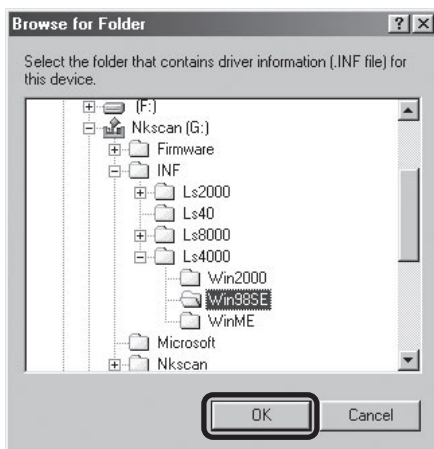 Browse for Folder
Select the folder that contains driver information (.INF file) for
this device.
(F:)
Nkscan (G:)
Firmware
INF
Ls2000
Ls40
Ls8000
Ls4000
Win2000
Win98SE
WinME
Microsoft
Nkscan
OK Cancel